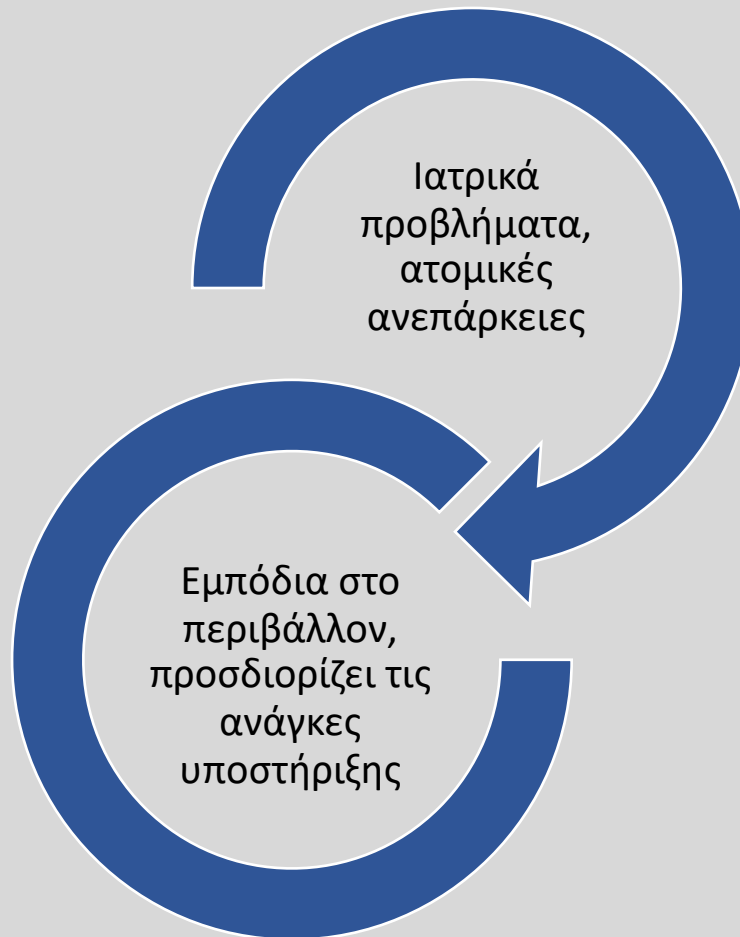 Ιατρικά
προβλήματα,
ατομικές
ανεπάρκειες
Εμπόδια στο
περιβάλλον,
προσδιορίζει τις
ανάγκες
υποστήριξης